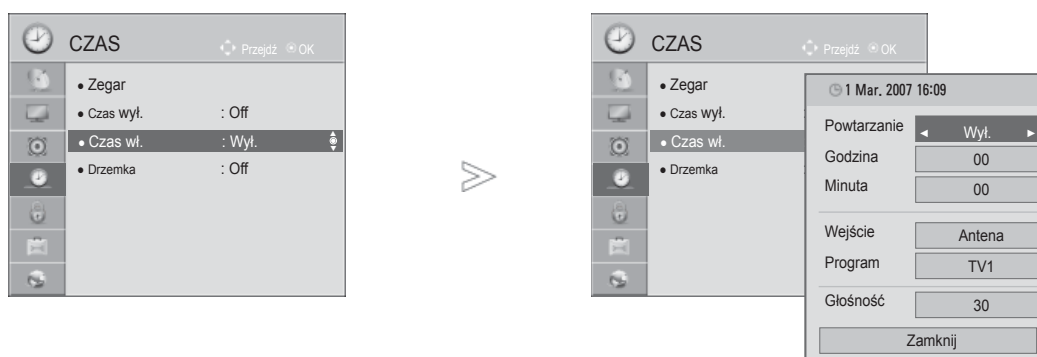 CZAS Przejdź OK
• Zegar
• Czas wył. : Off
• Czas wł. : Wył.
• Drzemka : Off
CZAS Przejdź OK
• Zegar
• Czas wył. :
• Czas wł.
• Drzemka :
1 Mar. 2007 16:09
Powtarzanie ◄ Wył. ►
Godzina 00
Minuta 00
Wejście Antena
Program TV1
Głośność 30
Zamknij